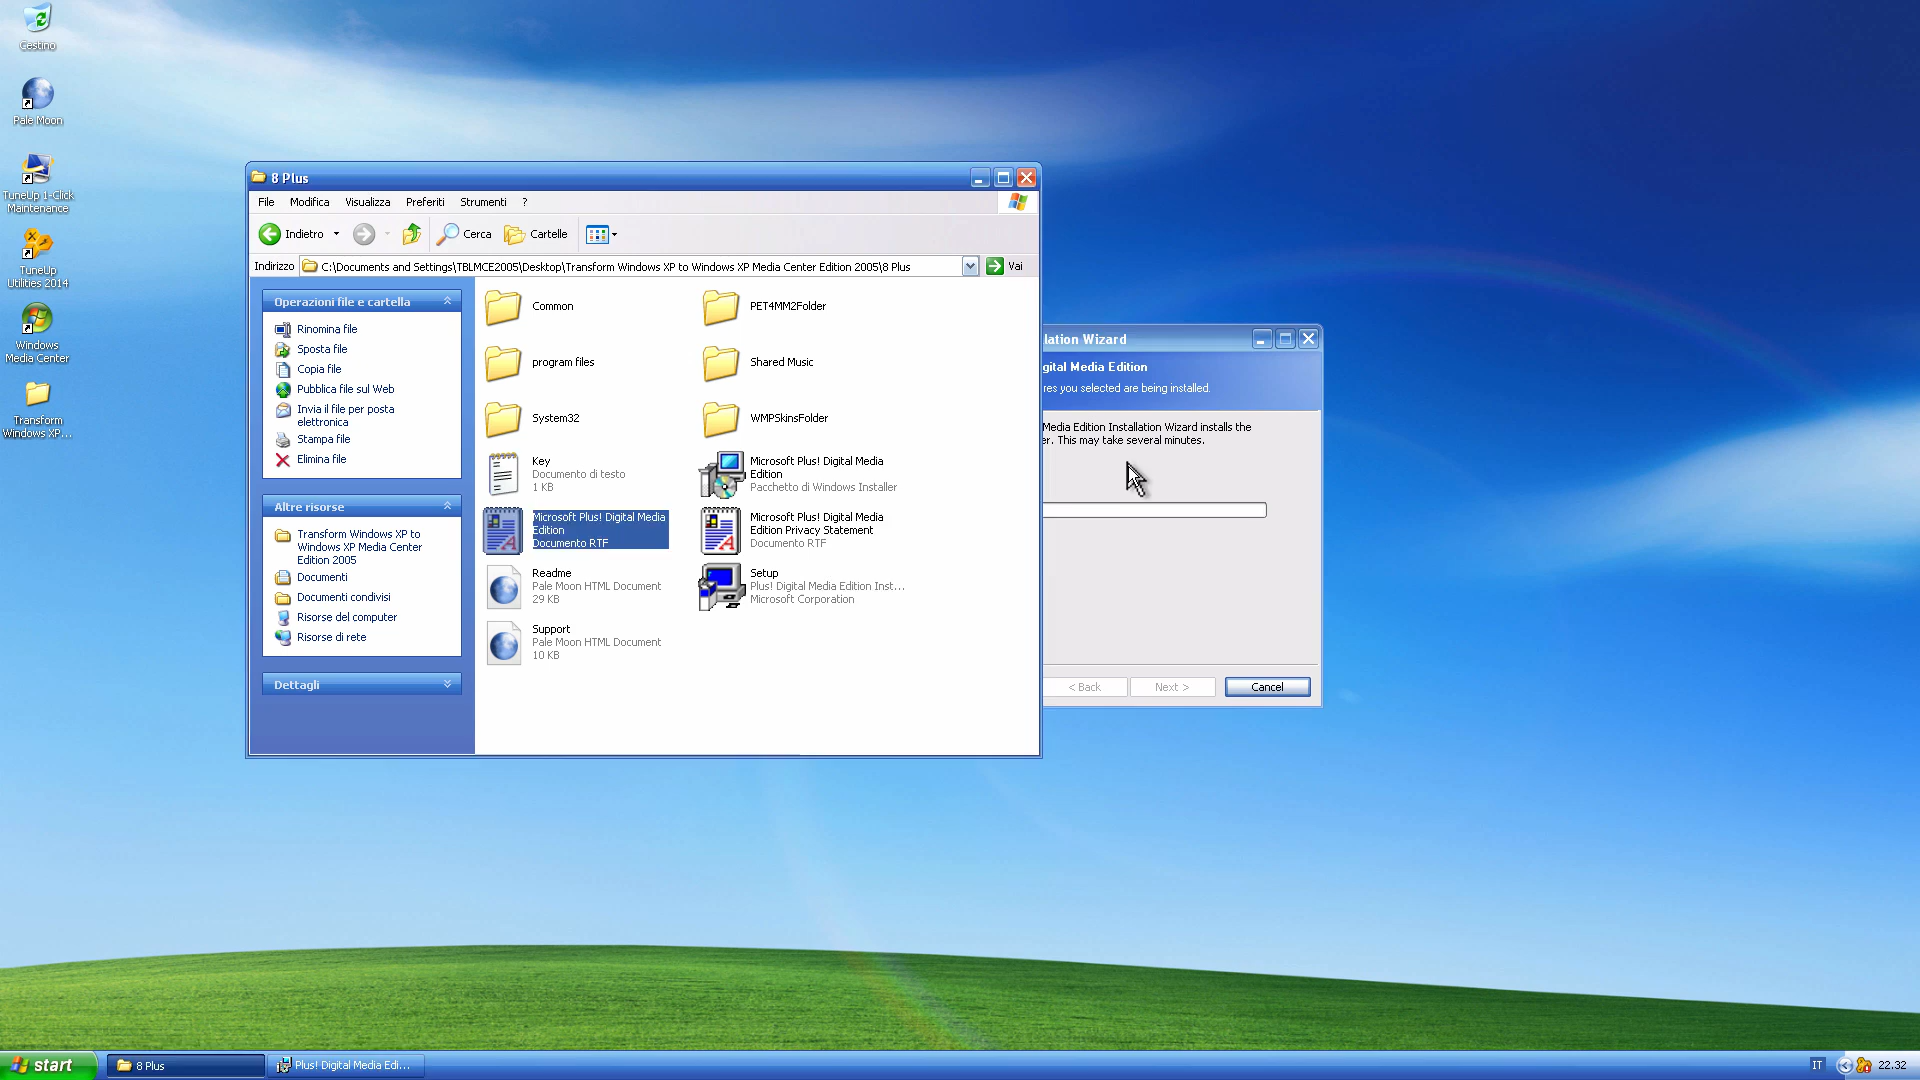 Cestino
Pale Moon
TuneUp 1-Click
Maintenance
TuneUp
Utilities 2014
Windows
Media Center
Transform
Windows XP...
8 Plus
File Modifica Visualizza Preferiti Strumenti ?
Indietro Cerca Cartelle
Indirizzo C:\Documents and Settings\TBLMCE2005\Desktop\Transform Windows XP to Windows XP Media Center Edition 2005\8 Plus Vai
Operazioni file e cartella
Rinomina file
Sposta file
Copia file
Pubblica file sul Web
Invia il file per posta
elettronica
Stampa file
Elimina file
Altre risorse
Transform Windows XP to
Windows XP Media Center
Edition 2005
Documenti
Documenti condivisi
Risorse del computer
Risorse di rete
Dettagli
Common
PET4MM2Folder
program files
Shared Music
System32
WMPSkinsFolder
Key
Documento di testo
1 KB
Microsoft Plus! Digital Media
Edition
Pacchetto di Windows Installer
Microsoft Plus! Digital Media
Edition
Documento RTF
Microsoft Plus! Digital Media
Edition Privacy Statement
Documento RTF
Readme
Pale Moon HTML Document
29 KB
Setup
Plus! Digital Media Edition Inst...
Microsoft Corporation
Support
Pale Moon HTML Document
10 KB
lation Wizard
gital Media Edition
res you selected are being installed.
Media Edition Installation Wizard installs the
er. This may take several minutes.
< Back Next > Cancel
start 8 Plus Plus! Digital Media Edi... IT 22.32